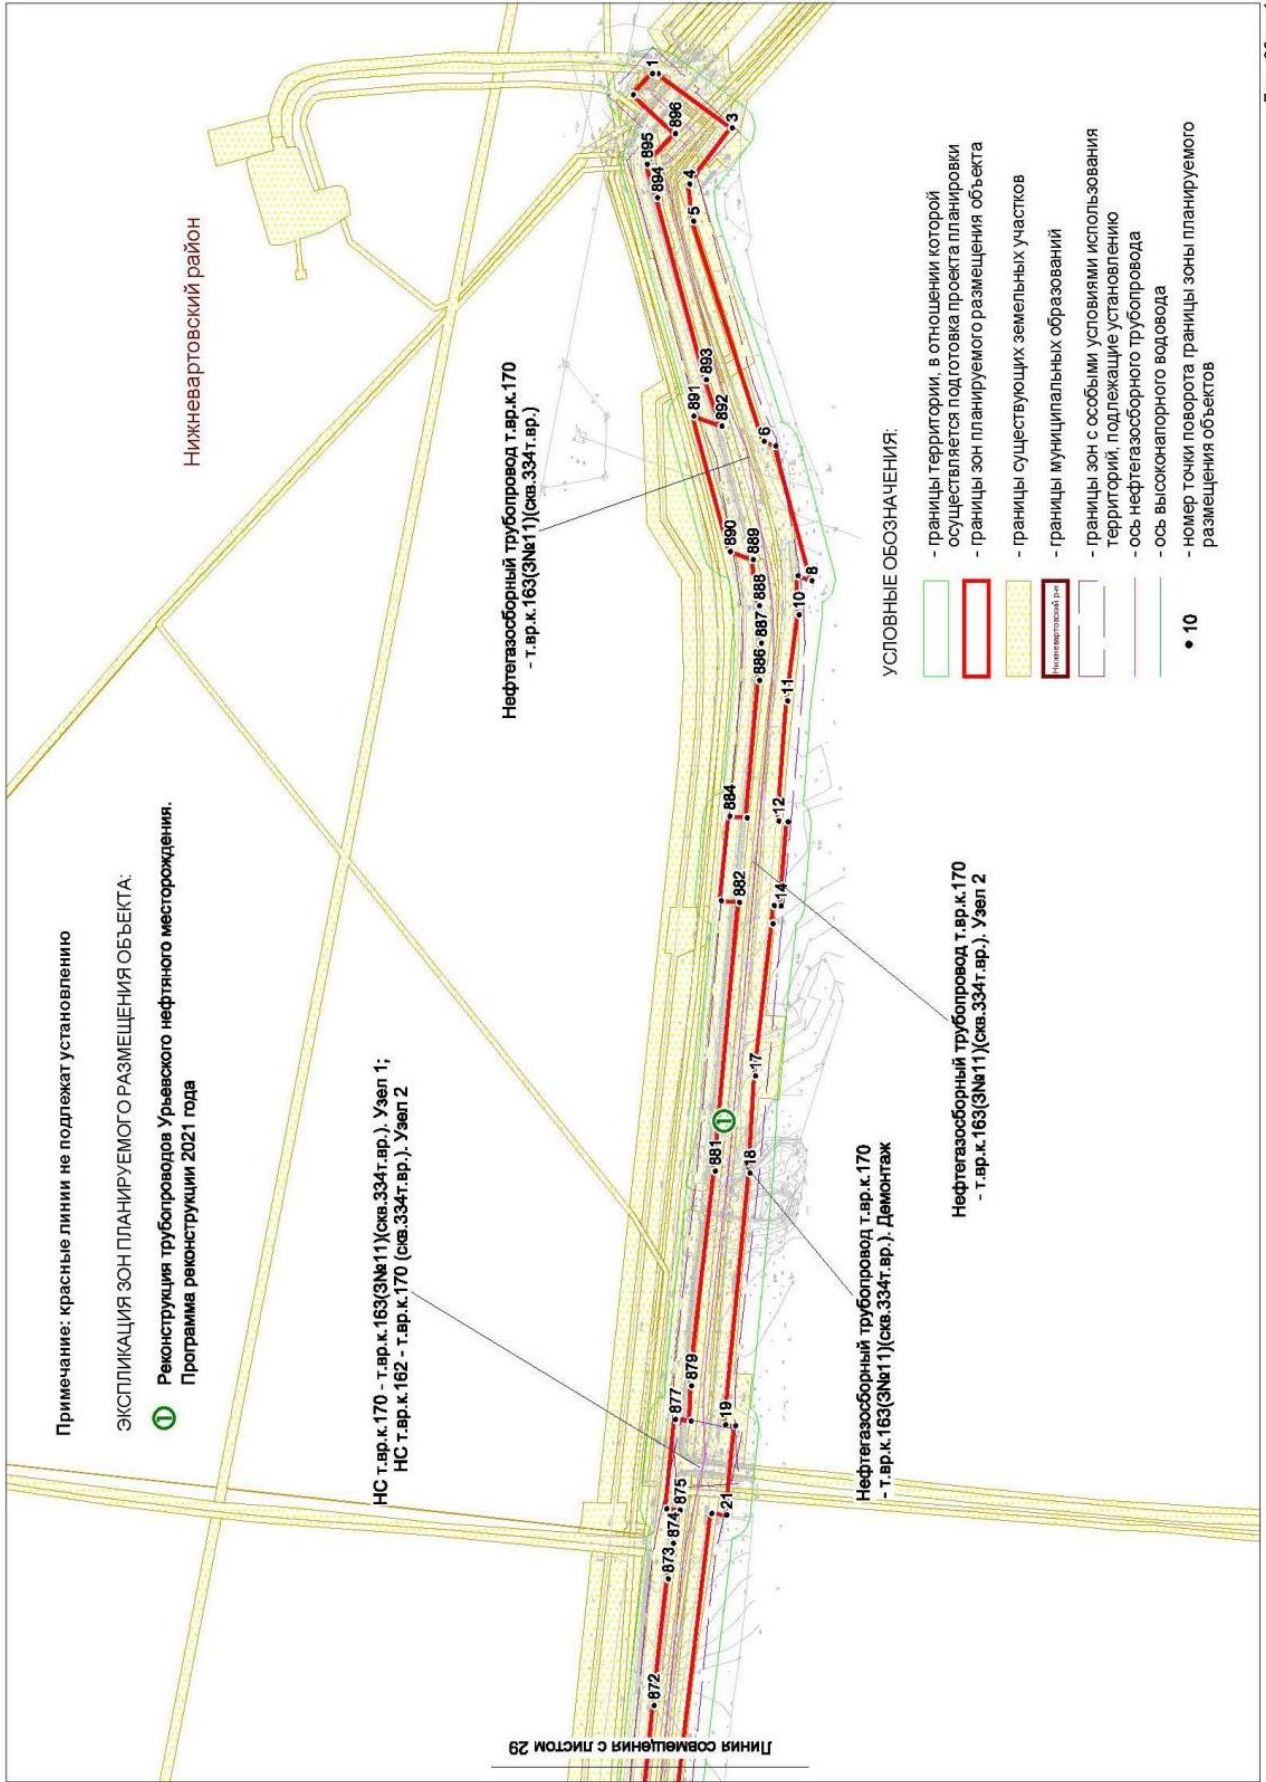 Примечание: красные линии не подлежат установлению
ЭКСПЛИКАЦИЯ ЗОН ПЛАНИРУЕМОГО РАЗМЕЩЕНИЯ ОБЪЕКТА:
1 Реконструкция трубопроводов Урьевского нефтяного месторождения.
Программа реконструкции 2021 года
Нижневартовский район
НС т.вр.к.170 - т.вр.к.163(ЗНв11)(скв.334т.вр.). Узел 1;
НС т.вр.к.162 - т.вр.к.170 (скв.334т.вр.). Узел 2
Нефтегазосборный трубопровод т.вр.к.170
- т.вр.к.163(3№11)(скв.334т.вр.)
872
873
874
875
877
879
881
882
884
886
887
888
889
890
891
892
893
894
895
896
1
3
4
5
6
8
10
11
12
14
17
18
19
21
1
Нефтегазосборный трубопровод т.вр.к.170
- т.вр.к.163(3№11)(скв.334т.вр.). Демонтаж
Нефтегазосборный трубопровод т.вр.к.170
- т.вр.к.163(3№11)(скв.334т.вр.). Узел 2
Линия совмещения с листом 29
УСЛОВНЫЕ ОБОЗНАЧЕНИЯ:
- границы территории, в отношении которой
осуществляется подготовка проекта планировки
- границы зон планируемого размещения объекта
- границы существующих земельных участков
Нижневартовский р-н
- границы муниципальных образований
- границы зон с особыми условиями использования
территорий, подлежащие установлению
- ось нефтегазосборного трубопровода
- ось высоконапорного водовода
10
- номер точки поворота границы зоны планируемого
размещения объектов